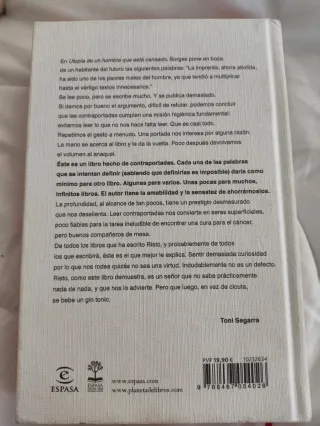 En Utopía de un hombre que está cansado, Borges pone en boca
de un habitante del futuro las siguientes palabras: "La imprenta, ahora abolida,
ha sido uno de los peores males del hombre, ya que tendió a multiplicar
hasta el vértigo textos innecesarios."
Se lee poco, pero se escribe mucho. Y se publica demasiado.
Si damos por bueno el argumento, difícil de refutar, podemos concluir
que las contraportadas cumplen una misión higiénica fundamental:
evitarnos leer lo que no nos hace falta leer. Que es casi todo.
Repetimos el gesto a menudo. Una portada nos interesa por alguna razón.
La mano se acerca al libro y le da la vuelta. Poco después devolvemos
el volumen al anaquel.
Éste es un libro hecho de contraportadas. Cada una de las palabras
que se intentan definir (sabiendo que definirlas es imposible) daría como
mínimo para otro libro. Algunas para varios. Unas pocas para muchos,
infinitos libros. El autor tiene la amabilidad y la sensatez de ahorrárnoslos.
La profundidad, al alcance de tan pocos, tiene un prestigio desmesurado
que nos desalienta. Leer contraportadas nos convierte en seres superficiales,
poco fiables para la tarea ineludible de encontrar una cura para el cáncer,
pero buenos compañeros de mesa.
De todos los libros que ha escrito Risto, y probablemente de todos
los que escribirá, éste es el que mejor le explica. Sentir demasiada curiosidad
por lo que nos rodea quizás no sea una virtud. Indudablemente no es un defecto.
Risto, como este libro demuestra, es un señor que no sabe prácticamente
nada de nada, y que nos lo advierte. Pero que luego, en vez de cicuta,
se bebe un gin tonic.
Toni Segarra
PVP 19,90 € 10232634
ESPASA
www.espasa.com
www.planetadelibros.com
9 788467 054026